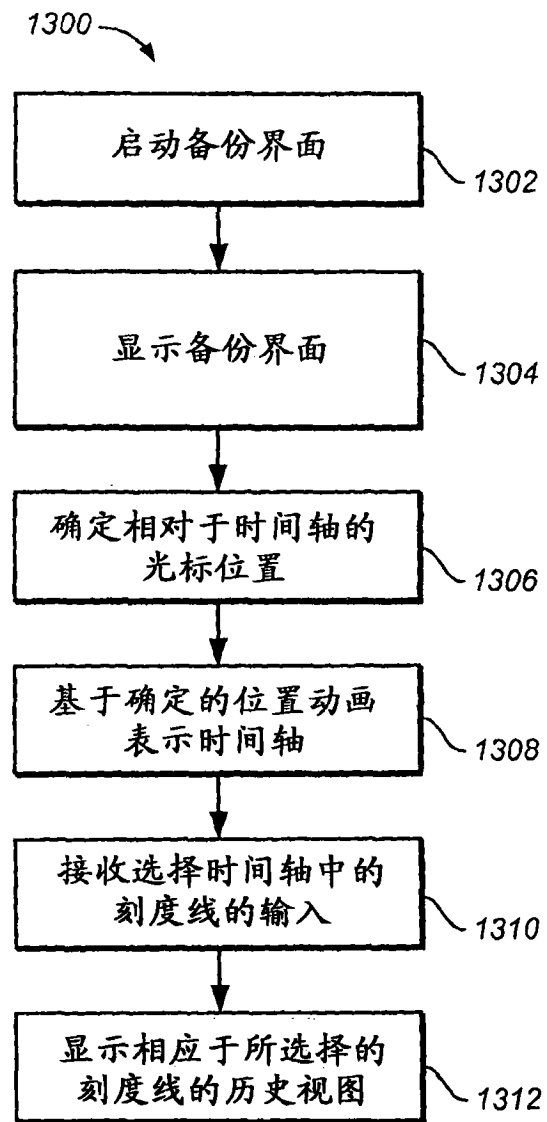 1300
启动备份界面
1302
显示备份界面
1304
确定相对于时间轴的
光标位置
1306
基于确定的位置动画
表示时间轴
1308
接收选择时间轴中的
刻度线的输入
1310
显示相应于所选择的
刻度线的历史视图
1312